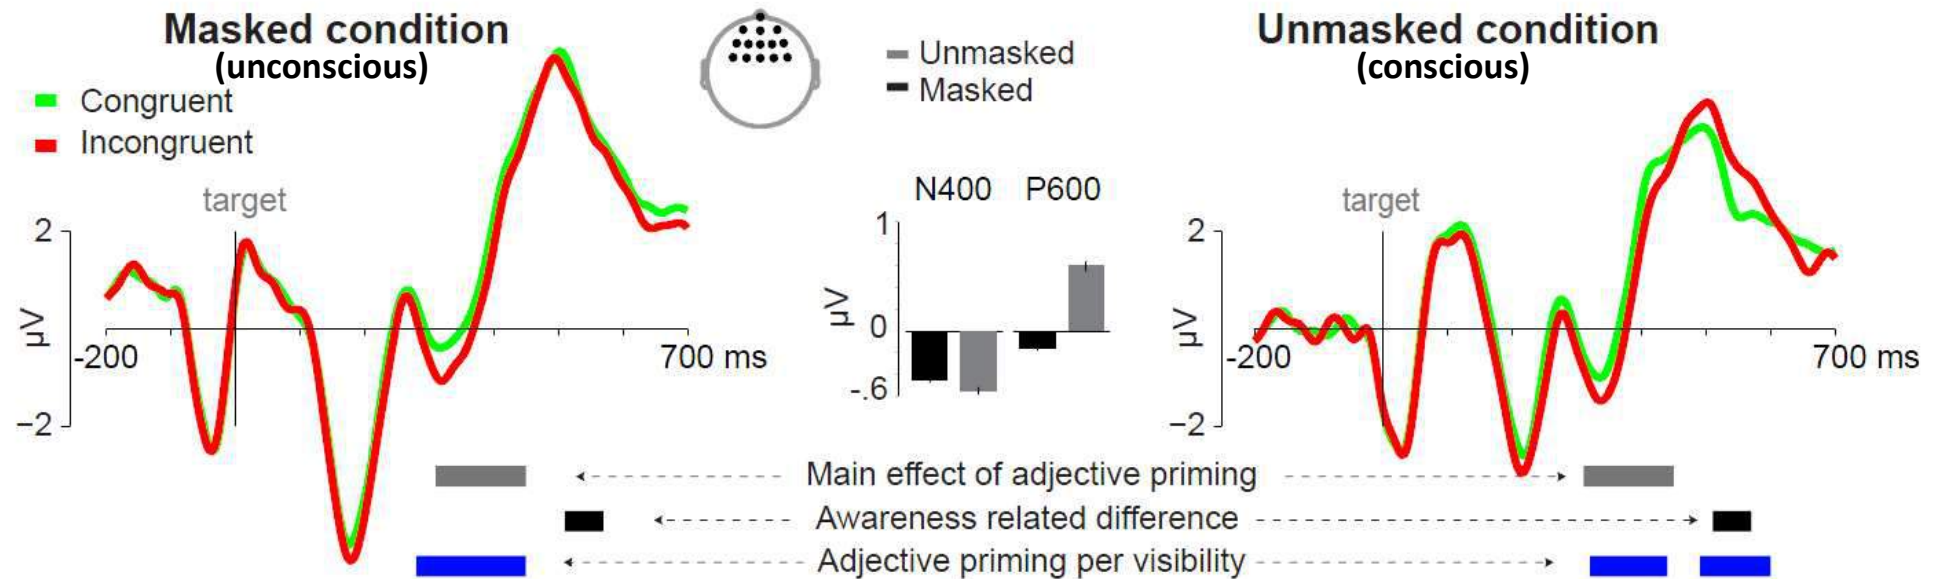 Masked condition
(unconscious)
Congruent
Incongruent
target
2
μV
−2
-200
700 ms
Unmasked
Masked
N400 P600
1
μV
0
-.6
Unmasked condition
(conscious)
target
2
μV
−2
-200
700 ms
Main effect of adjective priming
Awareness related difference
Adjective priming per visibility